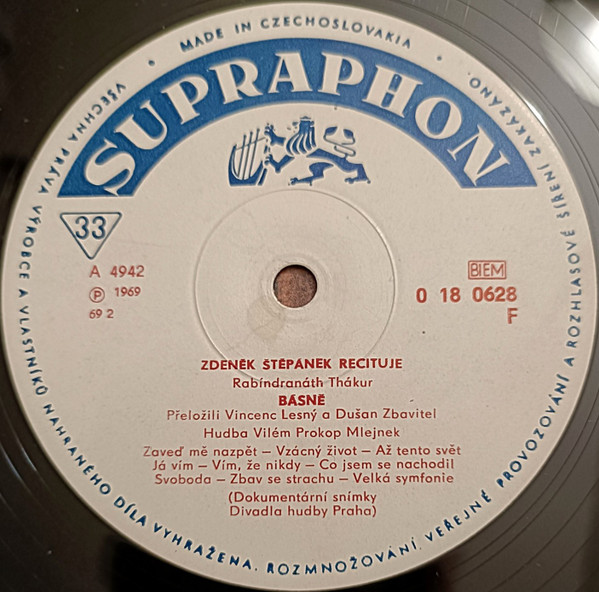 MADE IN CZECHOSLOVAKIA
SUPRAPHON
33
A 4942
Ⓟ 1969
69 2
BIEM
0 18 0628
F
ZDENĚK ŠTĚPÁNEK RECITUJE
Rabíndranáth Thákur
BÁSNĚ
Přeložili Vincenc Lesný a Dušan Zbavitel
Hudba Vilém Prokop Mlejnek
Zaveď mě nazpět – Vzácný život – Až tento svět
Já vím – Vím, že nikdy – Co jsem se nachodil
Svoboda – Zbav se strachu – Velká symfonie
(Dokumentární snímky
Divadla hudby Praha)
VŠECHNA PRÁVA VÝROBCE A VLASTNÍKŮ NAHRANÉHO DÍLA VYHRAŽENA. ROZMNOŽOVÁNÍ, VEŘEJNÉ PROVOZOVÁNÍ A ROZHLASOVÉ ŠÍŘENÍ ZAKÁZÁNO.